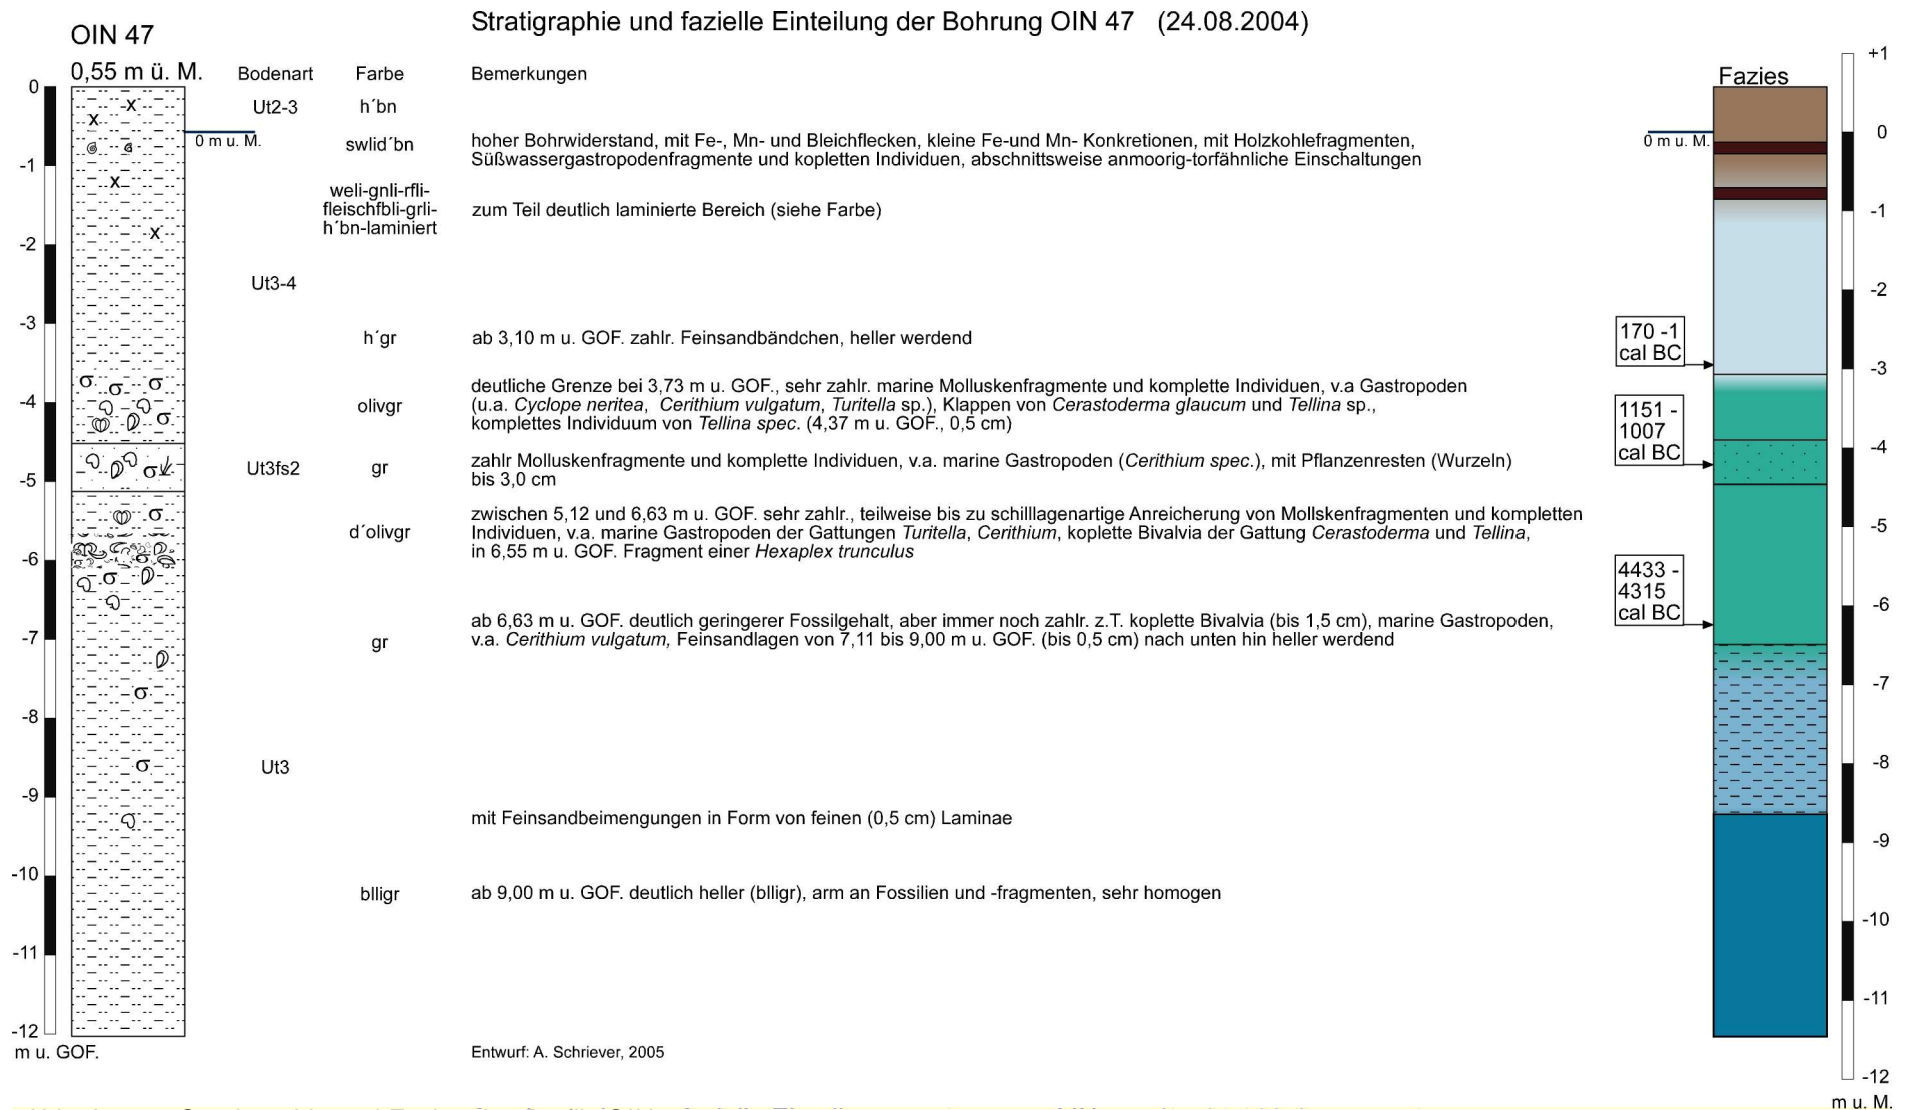 Stratigraphie und fazielle Einteilung der Bohrung OIN 47 (24.08.2004)
OIN 47
0,55 m ü. M.
Bodenart
Farbe
Bemerkungen
Fazies
Ut2-3
h´bn
0 m u. M.
swlid´bn
hoher Bohrwiderstand, mit Fe-, Mn- und Bleichflecken, kleine Fe-und Mn- Konkretionen, mit Holzkohlefragmenten,
Süßwassergastropodenfragmente und kopletten Individuen, abschnittsweise anmoorig-torfähnliche Einschaltungen
0 m u. M.
weli-gnli-rfli-
fleischfbli-grli-
h´bn-laminiert
zum Teil deutlich laminierte Bereich (siehe Farbe)
Ut3-4
h´gr
ab 3,10 m u. GOF. zahlr. Feinsandbändchen, heller werdend
170 -1
cal BC
olivgr
deutliche Grenze bei 3,73 m u. GOF., sehr zahlr. marine Molluskenfragmente und komplette Individuen, v.a Gastropoden
(u.a. Cyclope neritea, Cerithium vulgatum, Turitella sp.), Klappen von Cerastoderma glaucum und Tellina sp.,
komplettes Individuum von Tellina spec. (4,37 m u. GOF., 0,5 cm)
1151 -
1007
cal BC
Ut3fs2
gr
zahlr Molluskenfragmente und komplette Individuen, v.a. marine Gastropoden (Cerithium spec.), mit Pflanzenresten (Wurzeln)
bis 3,0 cm
d´olivgr
zwischen 5,12 und 6,63 m u. GOF. sehr zahlr., teilweise bis zu schilllagenartige Anreicherung von Mollskenfragmenten und kompletten
Individuen, v.a. marine Gastropoden der Gattungen Turitella, Cerithium, koplette Bivalvia der Gattung Cerastoderma und Tellina,
in 6,55 m u. GOF. Fragment einer Hexaplex trunculus
4433 -
4315
cal BC
gr
ab 6,63 m u. GOF. deutlich geringerer Fossilgehalt, aber immer noch zahlr. z.T. koplette Bivalvia (bis 1,5 cm), marine Gastropoden,
v.a. Cerithium vulgatum, Feinsandlagen von 7,11 bis 9,00 m u. GOF. (bis 0,5 cm) nach unten hin heller werdend
Ut3
mit Feinsandbeimengungen in Form von feinen (0,5 cm) Laminae
blligr
ab 9,00 m u. GOF. deutlich heller (blligr), arm an Fossilien und -fragmenten, sehr homogen
0
-1
-2
-3
-4
-5
-6
-7
-8
-9
-10
-11
-12
m u. GOF.
+1
0
-1
-2
-3
-4
-5
-6
-7
-8
-9
-10
-11
-12
m u. M.
Entwurf: A. Schriever, 2005